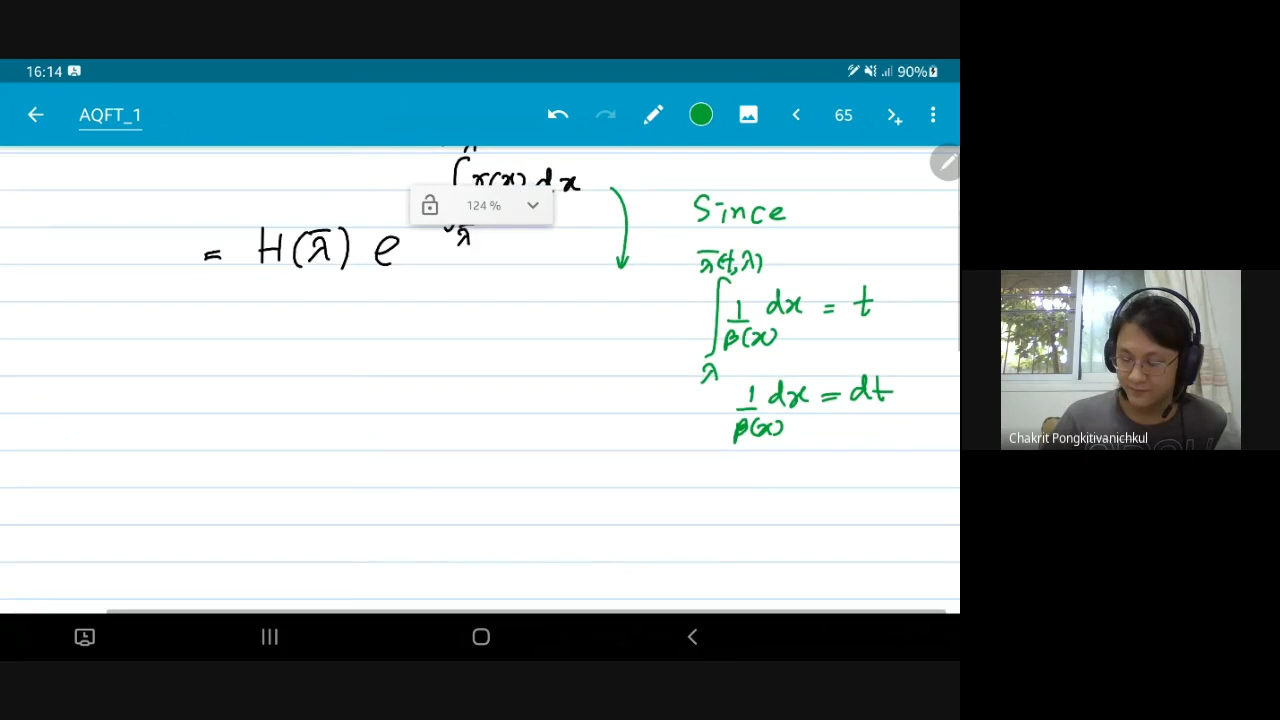 16:14 90%
AQFT_1 65
λ
∫ γ(x) dx
124 %
λ̄
= H(λ̄) e
Since
λ̄(t,λ)
∫ 1/β(x) dx = t
λ
1/β(x) dx = dt
Chakrit Pongkitivanichkul